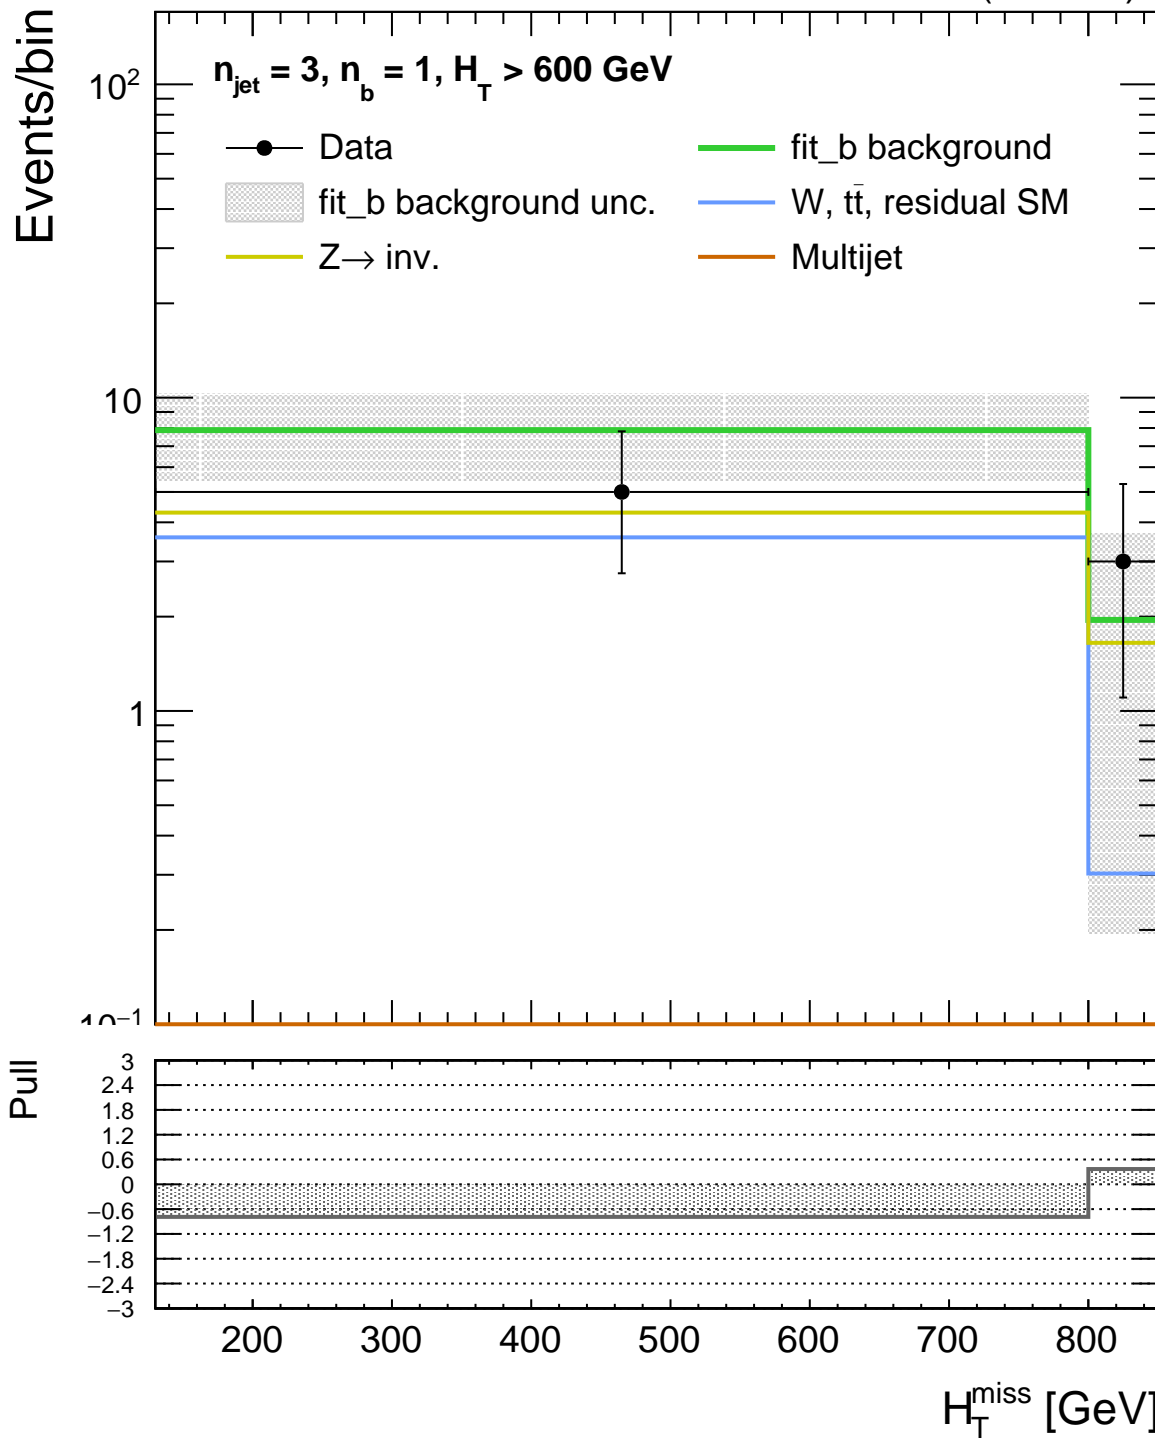 Events/bin
n_jet = 3, n_b = 1, H_T > 600 GeV
Data
fit_b background
fit_b background unc.
W, tt̄, residual SM
Z→ inv.
Multijet
10²
10
1
10⁻¹
Pull
3
2.4
1.8
1.2
0.6
0
−0.6
−1.2
−1.8
−2.4
−3
200 300 400 500 600 700 800
H_T^miss [GeV]